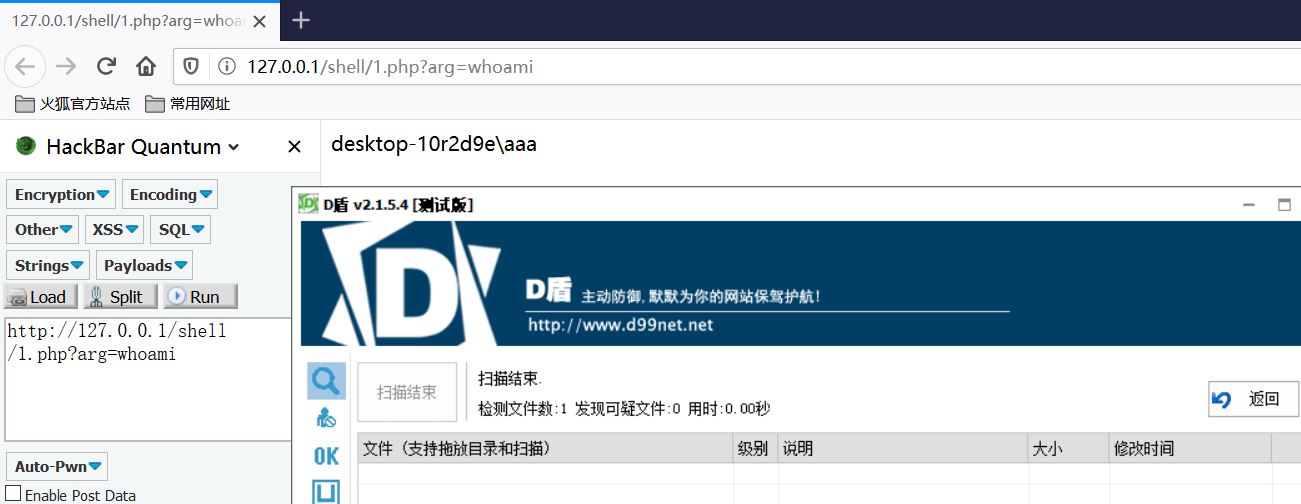 127.0.0.1/shell/1.php?arg=whoar
127.0.0.1/shell/1.php?arg=whoami
火狐官方站点 常用网址
HackBar Quantum
desktop-10r2d9e\aaa
Encryption Encoding
Other XSS SQL
Strings Payloads
Load Split Run
http://127.0.0.1/shell
/1.php?arg=whoami
Auto-Pwn
Enable Post Data
D盾 v2.1.5.4 [测试版]
D
D盾 主动防御,默默为你的网站保驾护航!
http://www.d99net.net
扫描结束
扫描结束.
检测文件数:1 发现可疑文件:0 用时:0.00秒
返回
OK
文件（支持拖放目录和扫描） 级别 说明 大小 修改时间